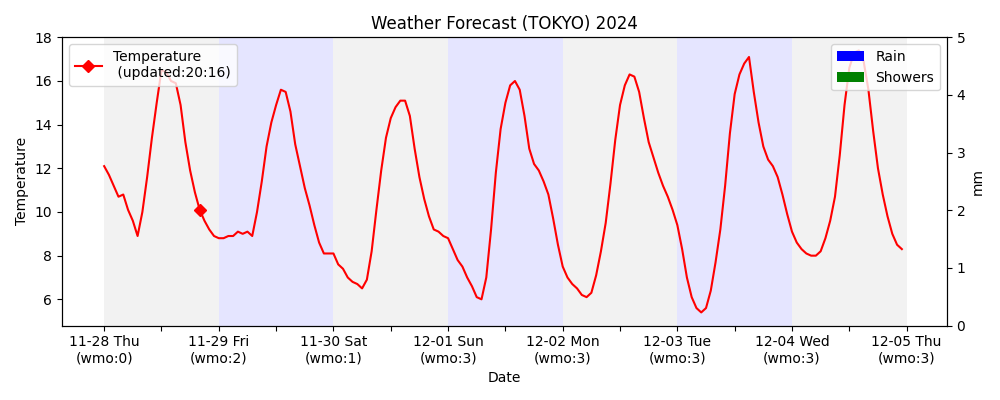 Weather Forecast (TOKYO) 2024
Temperature
(updated:20:16)
Rain
Showers
18
16
14
12
10
8
6
Temperature
5
4
3
2
1
0
mm
11-28 Thu
(wmo:0)
11-29 Fri
(wmo:2)
11-30 Sat
(wmo:1)
12-01 Sun
(wmo:3)
12-02 Mon
(wmo:3)
12-03 Tue
(wmo:3)
12-04 Wed
(wmo:3)
12-05 Thu
(wmo:3)
Date